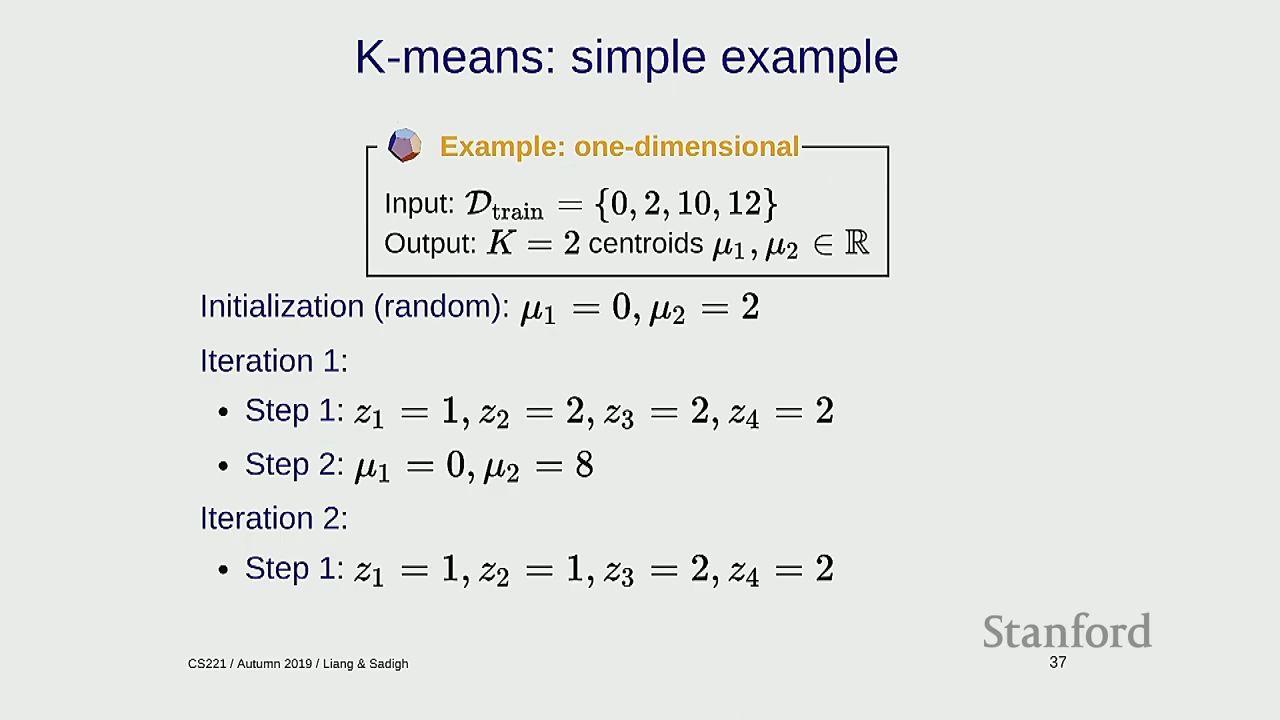 K-means: simple example
Example: one-dimensional
Input: 𝒟train = {0, 2, 10, 12}
Output: K = 2 centroids μ₁, μ₂ ∈ ℝ
Initialization (random): μ₁ = 0, μ₂ = 2
Iteration 1:
• Step 1: z₁ = 1, z₂ = 2, z₃ = 2, z₄ = 2
• Step 2: μ₁ = 0, μ₂ = 8
Iteration 2:
• Step 1: z₁ = 1, z₂ = 1, z₃ = 2, z₄ = 2
Stanford
CS221 / Autumn 2019 / Liang & Sadigh
37